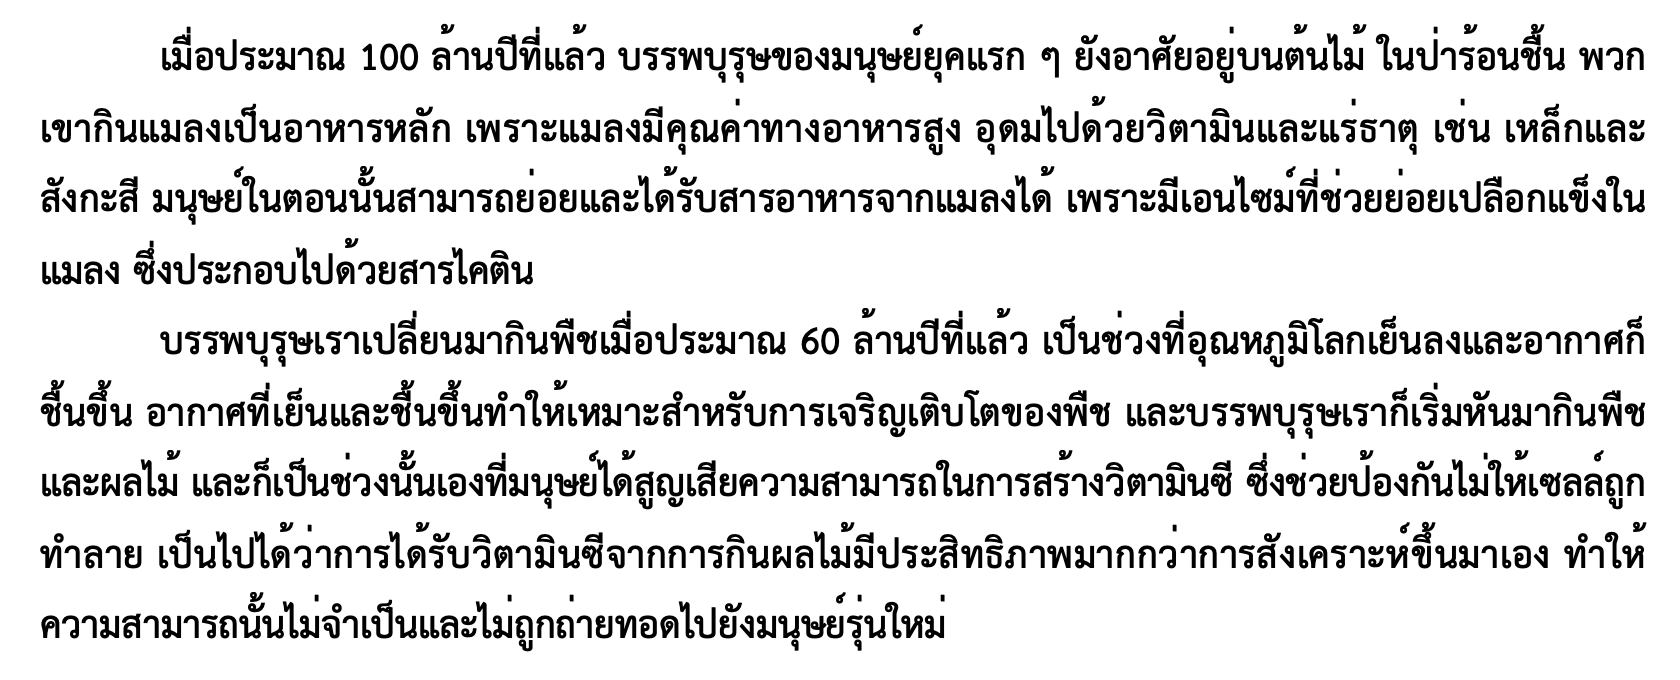 เมื่อประมาณ 100 ล้านปีที่แล้ว บรรพบุรุษของมนุษย์ยุคแรก ๆ ยังอาศัยอยู่บนต้นไม้ ในป่าร้อนชื้น พวก
เขากินแมลงเป็นอาหารหลัก เพราะแมลงมีคุณค่าทางอาหารสูง อุดมไปด้วยวิตามินและแร่ธาตุ เช่น เหล็กและ
สังกะสี มนุษย์ในตอนนั้นสามารถย่อยและได้รับสารอาหารจากแมลงได้ เพราะมีเอนไซม์ที่ช่วยย่อยเปลือกแข็งใน
แมลง ซึ่งประกอบไปด้วยสารไคติน
บรรพบุรุษเราเปลี่ยนมากินพืชเมื่อประมาณ 60 ล้านปีที่แล้ว เป็นช่วงที่อุณหภูมิโลกเย็นลงและอากาศก็
ชื้นขึ้น อากาศที่เย็นและชื้นขึ้นทำให้เหมาะสำหรับการเจริญเติบโตของพืช และบรรพบุรุษเราก็เริ่มหันมากินพืช
และผลไม้ และก็เป็นช่วงนั้นเองที่มนุษย์ได้สูญเสียความสามารถในการสร้างวิตามินซี ซึ่งช่วยป้องกันไม่ให้เซลล์ถูก
ทำลาย เป็นไปได้ว่าการได้รับวิตามินซีจากการกินผลไม้มีประสิทธิภาพมากกว่าการสังเคราะห์ขึ้นมาเอง ทำให้
ความสามารถนั้นไม่จำเป็นและไม่ถูกถ่ายทอดไปยังมนุษย์รุ่นใหม่